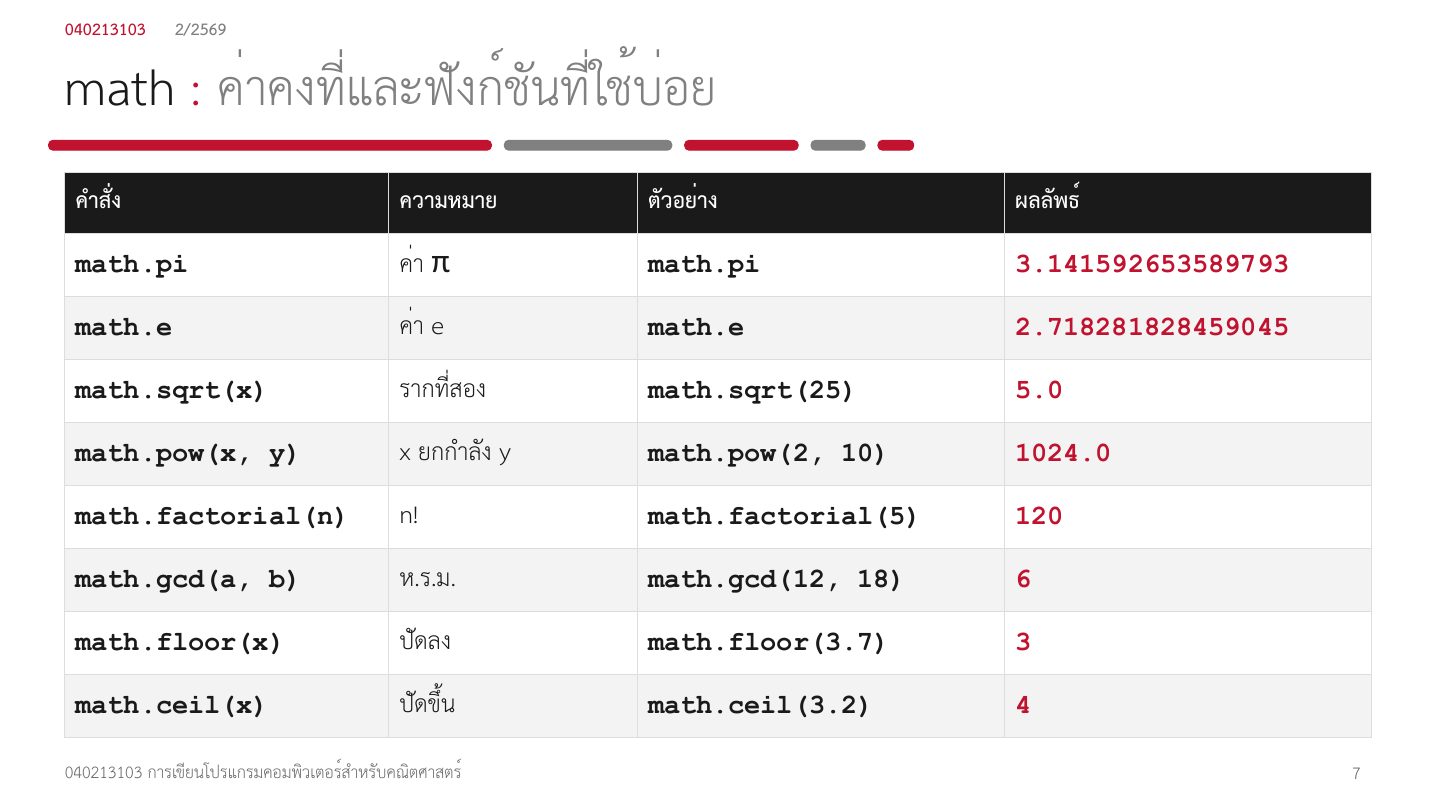 040213103 2/2569
math : ค่าคงที่และฟังก์ชันที่ใช้บ่อย
คำสั่ง ความหมาย ตัวอย่าง ผลลัพธ์
math.pi ค่า π math.pi 3.141592653589793
math.e ค่า e math.e 2.718281828459045
math.sqrt(x) รากที่สอง math.sqrt(25) 5.0
math.pow(x, y) x ยกกำลัง y math.pow(2, 10) 1024.0
math.factorial(n) n! math.factorial(5) 120
math.gcd(a, b) ห.ร.ม. math.gcd(12, 18) 6
math.floor(x) ปัดลง math.floor(3.7) 3
math.ceil(x) ปัดขึ้น math.ceil(3.2) 4
040213103 การเขียนโปรแกรมคอมพิวเตอร์สำหรับคณิตศาสตร์ 7